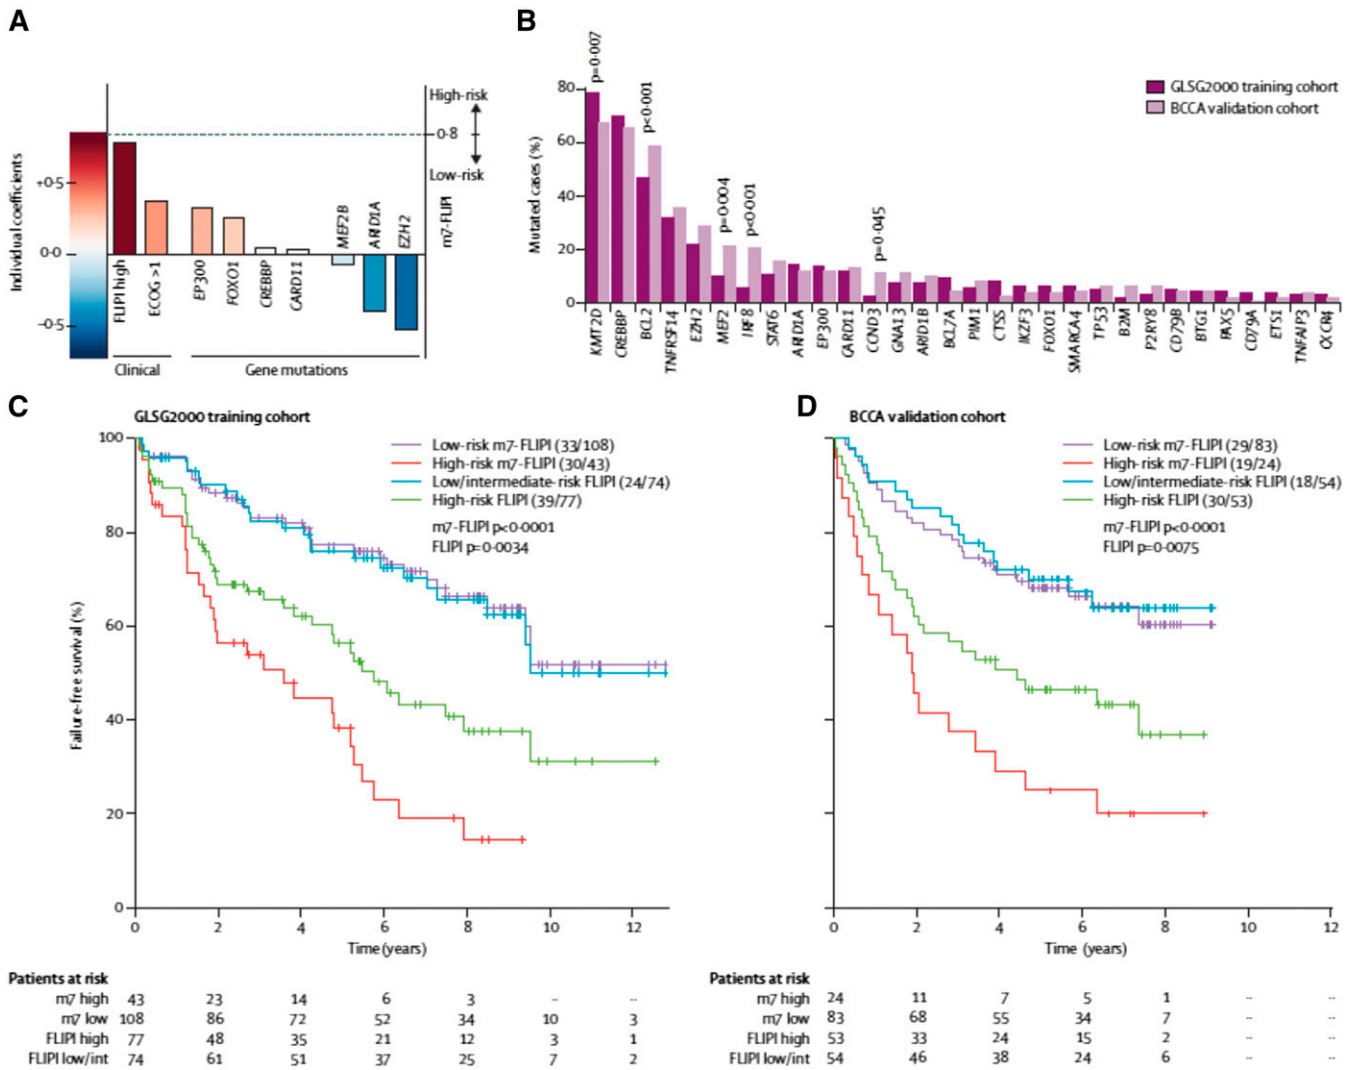 A
High-risk
0·8
Low-risk
m7-FLIPI
Individual coefficients
+0·5
0·0
−0·5
FLIPI high
ECOG >1
EP300
FOXO1
CREBBP
CARD11
MEF2B
ARID1A
EZH2
Clinical
Gene mutations
B
GLSG2000 training cohort
BCCA validation cohort
Mutated cases (%)
80
60
40
20
0
p=0·007
p<0·001
p=0·004
p<0·001
p=0·045
KMT2D
CREBBP
BCL2
TNFRSF14
EZH2
MEF2
IRF8
STAT6
ARID1A
EP300
CARD11
CCND3
GNA13
ARID1B
BCL7A
PIM1
CTSS
IKZF3
FOXO1
SMARCA4
TP53
B2M
P2RY8
CD79B
BTG1
PAX5
CD79A
ETS1
TNFAIP3
CXCR4
C
GLSG2000 training cohort
Low-risk m7-FLIPI (33/108)
High-risk m7-FLIPI (30/43)
Low/intermediate-risk FLIPI (24/74)
High-risk FLIPI (39/77)
m7-FLIPI p<0·0001
FLIPI p=0·0034
Failure-free survival (%)
100
80
60
40
20
0
0 2 4 6 8 10 12
Time (years)
Patients at risk
m7 high 43 23 14 6 3 .. ..
m7 low 108 86 72 52 34 10 3
FLIPI high 77 48 35 21 12 3 1
FLIPI low/int 74 61 51 37 25 7 2
D
BCCA validation cohort
Low-risk m7-FLIPI (29/83)
High-risk m7-FLIPI (19/24)
Low/intermediate-risk FLIPI (18/54)
High-risk FLIPI (30/53)
m7-FLIPI p<0·0001
FLIPI p=0·0075
0 2 4 6 8 10 12
Time (years)
Patients at risk
m7 high 24 11 7 5 1 .. ..
m7 low 83 68 55 34 7 .. ..
FLIPI high 53 33 24 15 2 .. ..
FLIPI low/int 54 46 38 24 6 .. ..